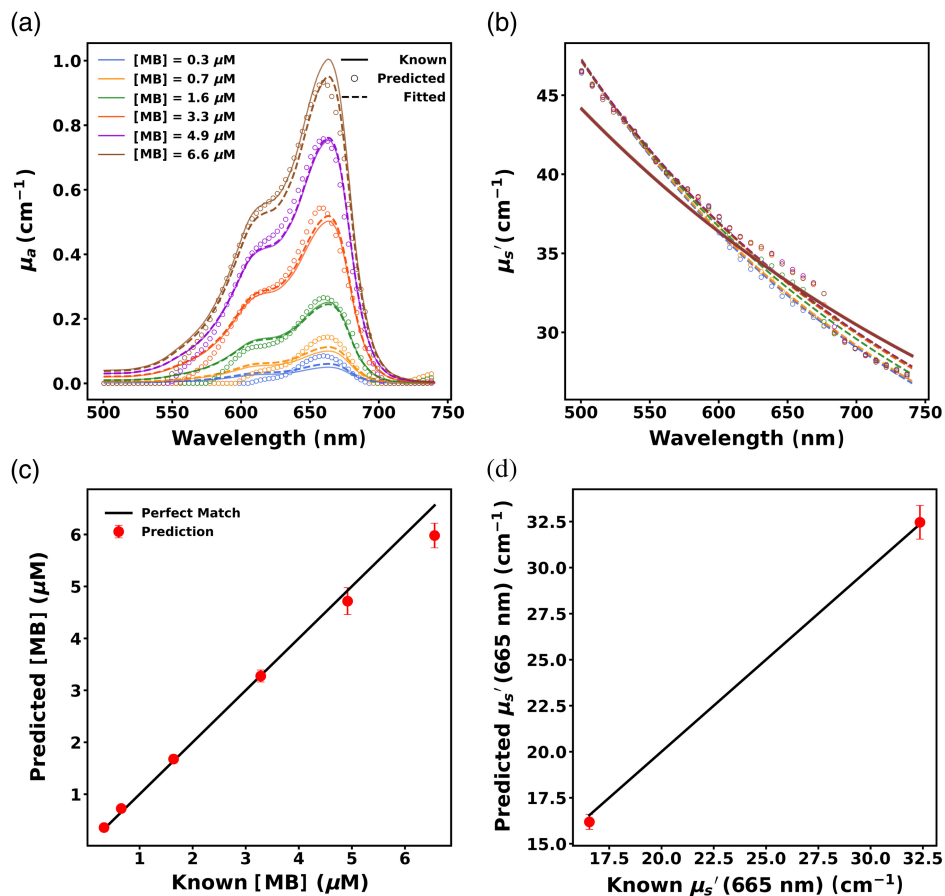 (a)
[MB] = 0.3 μM
[MB] = 0.7 μM
[MB] = 1.6 μM
[MB] = 3.3 μM
[MB] = 4.9 μM
[MB] = 6.6 μM
Known
Predicted
Fitted
μa (cm⁻¹)
1.0
0.8
0.6
0.4
0.2
0.0
500 550 600 650 700 750
Wavelength (nm)
(b)
μs′ (cm⁻¹)
45
40
35
30
500 550 600 650 700 750
Wavelength (nm)
(c)
Perfect Match
Prediction
Predicted [MB] (μM)
6
5
4
3
2
1
1 2 3 4 5 6
Known [MB] (μM)
(d)
Predicted μs′ (665 nm) (cm⁻¹)
32.5
30.0
27.5
25.0
22.5
20.0
17.5
15.0
17.5 20.0 22.5 25.0 27.5 30.0 32.5
Known μs′ (665 nm) (cm⁻¹)